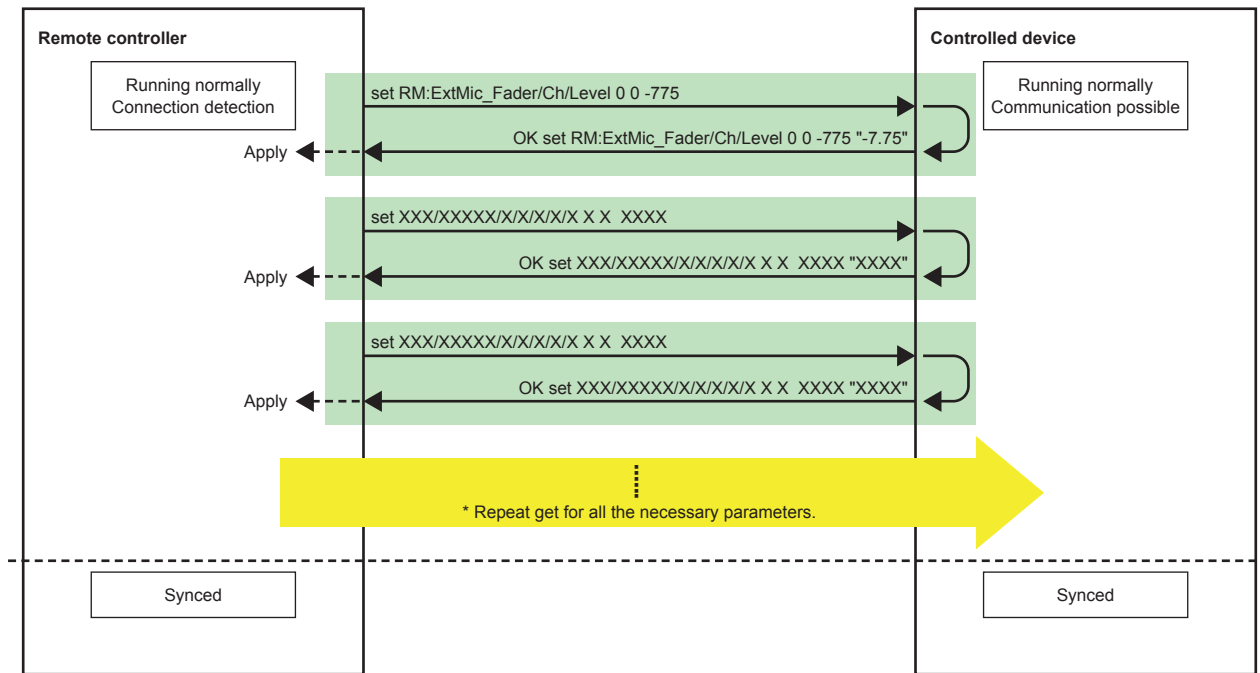 Remote controller
Controlled device
Running normally
Connection detection
Running normally
Communication possible
set RM:ExtMic_Fader/Ch/Level 0 0 -775
OK set RM:ExtMic_Fader/Ch/Level 0 0 -775 "-7.75"
Apply
set XXX/XXXXX/X/X/X/X/X X X  XXXX
OK set XXX/XXXXX/X/X/X/X/X X X  XXXX "XXXX"
Apply
set XXX/XXXXX/X/X/X/X/X X X  XXXX
OK set XXX/XXXXX/X/X/X/X/X X X  XXXX "XXXX"
Apply
* Repeat get for all the necessary parameters.
Synced
Synced